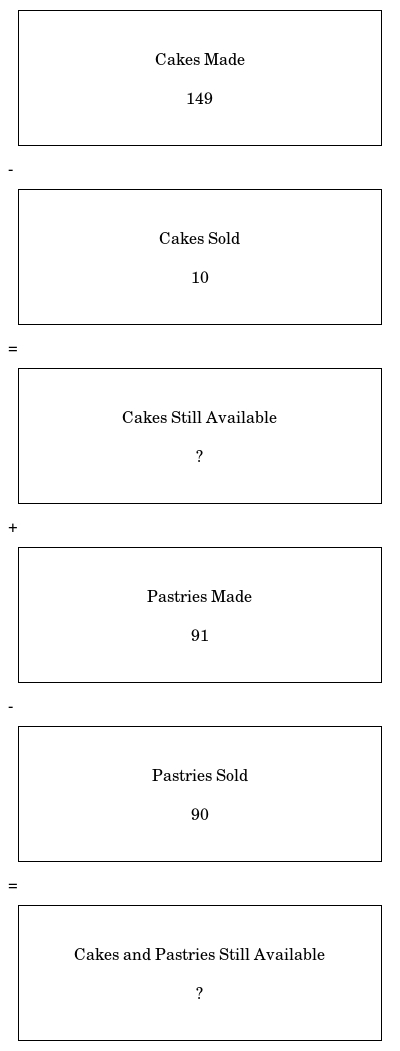 Cakes Made
149
-
Cakes Sold
10
=
Cakes Still Available
?
+
Pastries Made
91
-
Pastries Sold
90
=
Cakes and Pastries Still Available
?